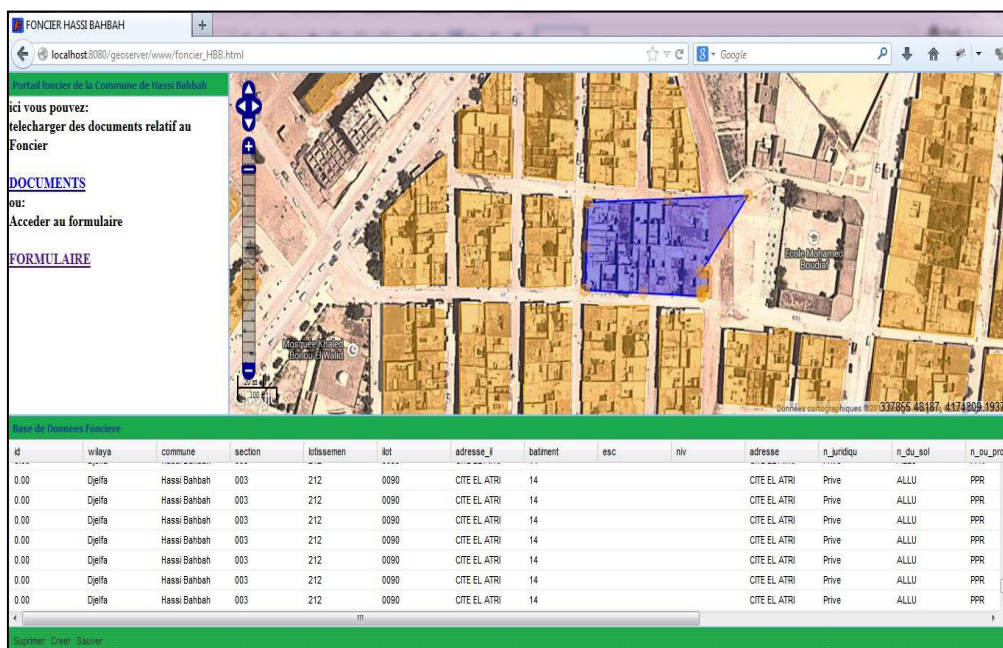 FONCIER HASSI BAHBAH
localhost:8080/geoserver/www/foncier_HBB.html
Google
Portail foncier de la Commune de Hassi Bahbah
ici vous pouvez:
telecharger des documents relatif au
Foncier
DOCUMENTS
ou:
Acceder au formulaire
FORMULAIRE
Ecole Mohamed
Boudiaf
Mosquée Khaled
Bonou El Walid
Données cartographiques 337855.48187, 4174809.1937
Base de Donnees Fonciere
id wilaya commune section lotissemen ilot adresse_il batiment esc niv adresse n_juridiqu n_du_sol n_ou_pro
0.00 Djelfa Hassi Bahbah 003 212 0090 CITE EL ATRI 14 CITE EL ATRI Prive ALLU PPR
0.00 Djelfa Hassi Bahbah 003 212 0090 CITE EL ATRI 14 CITE EL ATRI Prive ALLU PPR
0.00 Djelfa Hassi Bahbah 003 212 0090 CITE EL ATRI 14 CITE EL ATRI Prive ALLU PPR
0.00 Djelfa Hassi Bahbah 003 212 0090 CITE EL ATRI 14 CITE EL ATRI Prive ALLU PPR
0.00 Djelfa Hassi Bahbah 003 212 0090 CITE EL ATRI 14 CITE EL ATRI Prive ALLU PPR
0.00 Djelfa Hassi Bahbah 003 212 0090 CITE EL ATRI 14 CITE EL ATRI Prive ALLU PPR
0.00 Djelfa Hassi Bahbah 003 212 0090 CITE EL ATRI 14 CITE EL ATRI Prive ALLU PPR
Suprimer Creer Sauver